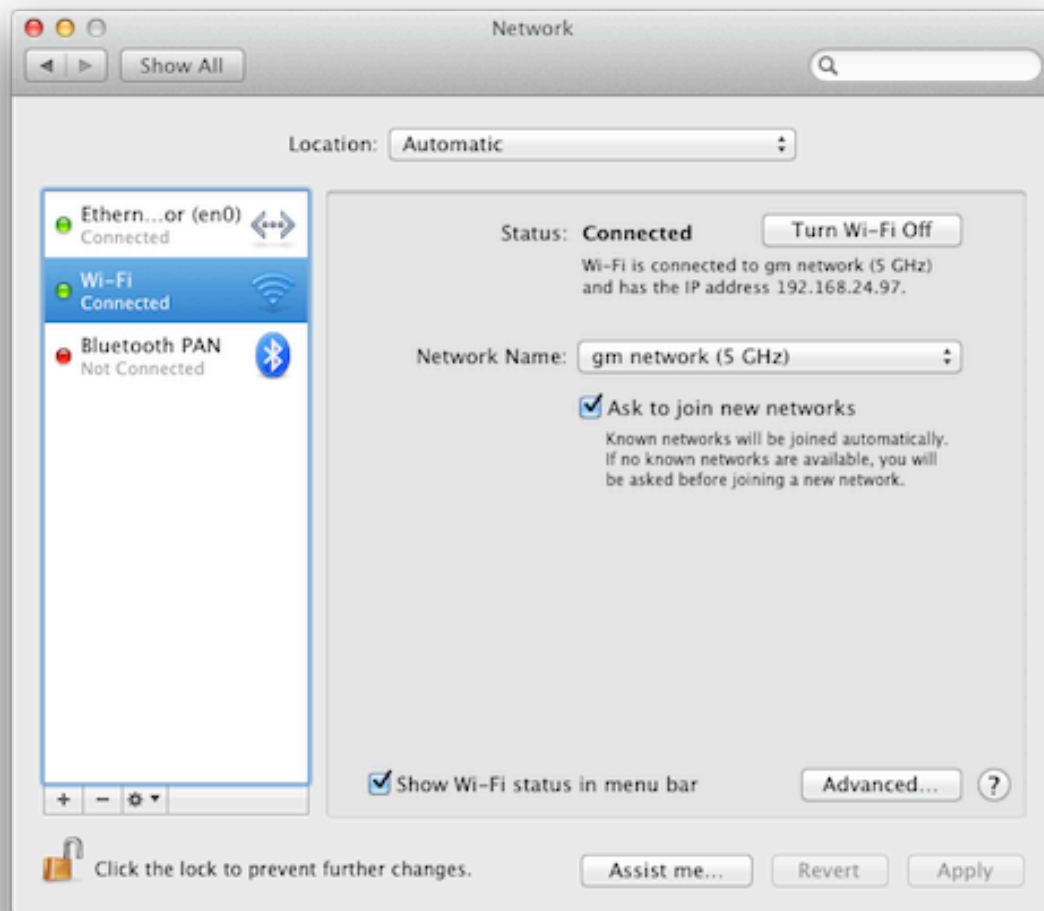 Network
Show All
Location: Automatic
Ethern...or (en0)
Connected
Wi-Fi
Connected
Bluetooth PAN
Not Connected
Status: Connected
Turn Wi-Fi Off
Wi-Fi is connected to gm network (5 GHz)
and has the IP address 192.168.24.97.
Network Name: gm network (5 GHz)
Ask to join new networks
Known networks will be joined automatically.
If no known networks are available, you will
be asked before joining a new network.
Show Wi-Fi status in menu bar
Advanced...
?
Click the lock to prevent further changes.
Assist me...
Revert
Apply